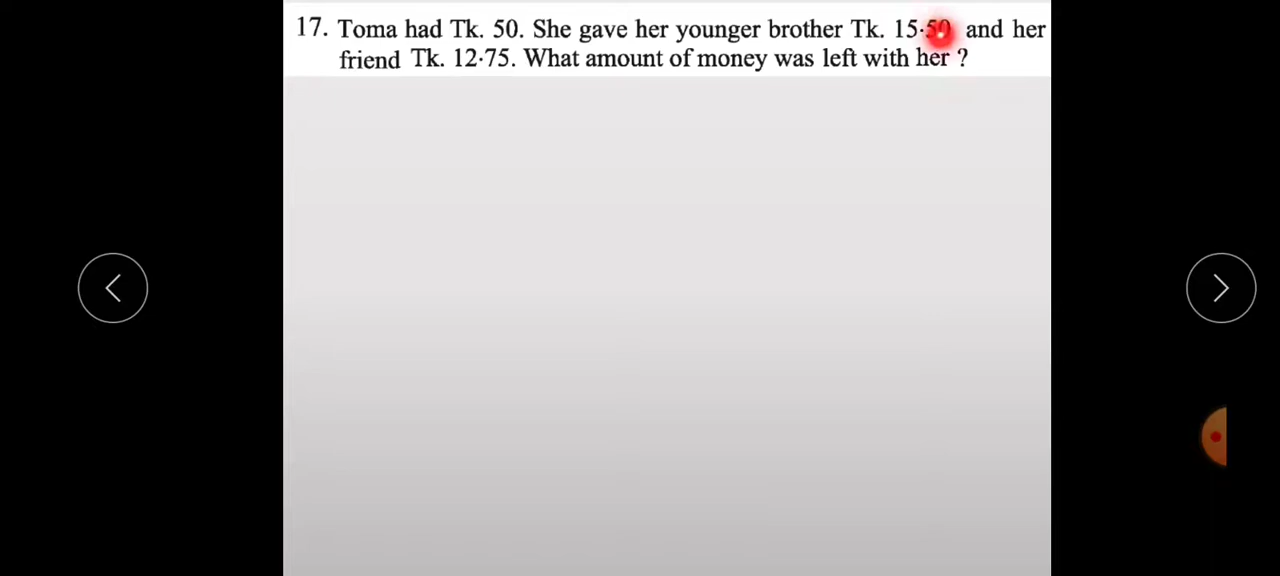 17. Toma had Tk. 50. She gave her younger brother Tk. 15·50 and her
friend Tk. 12·75. What amount of money was left with her ?